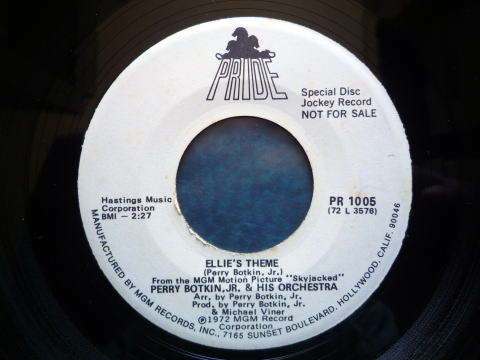 PRIDE
Special Disc
Jockey Record
NOT FOR SALE
Hastings Music
Corporation
BMI - 2:27
PR 1005
(72 L 3576)
ELLIE'S THEME
(Perry Botkin, Jr.)
From the MGM Motion Picture "Skyjacked"
PERRY BOTKIN, JR. & HIS ORCHESTRA
Arr. by Perry Botkin, Jr.
Prod. by Perry Botkin, Jr.
& Michael Viner
Ⓟ1972 MGM Record
Corporation
MANUFACTURED BY MGM RECORDS, INC., 7165 SUNSET BOULEVARD, HOLLYWOOD, CALIF. 90046